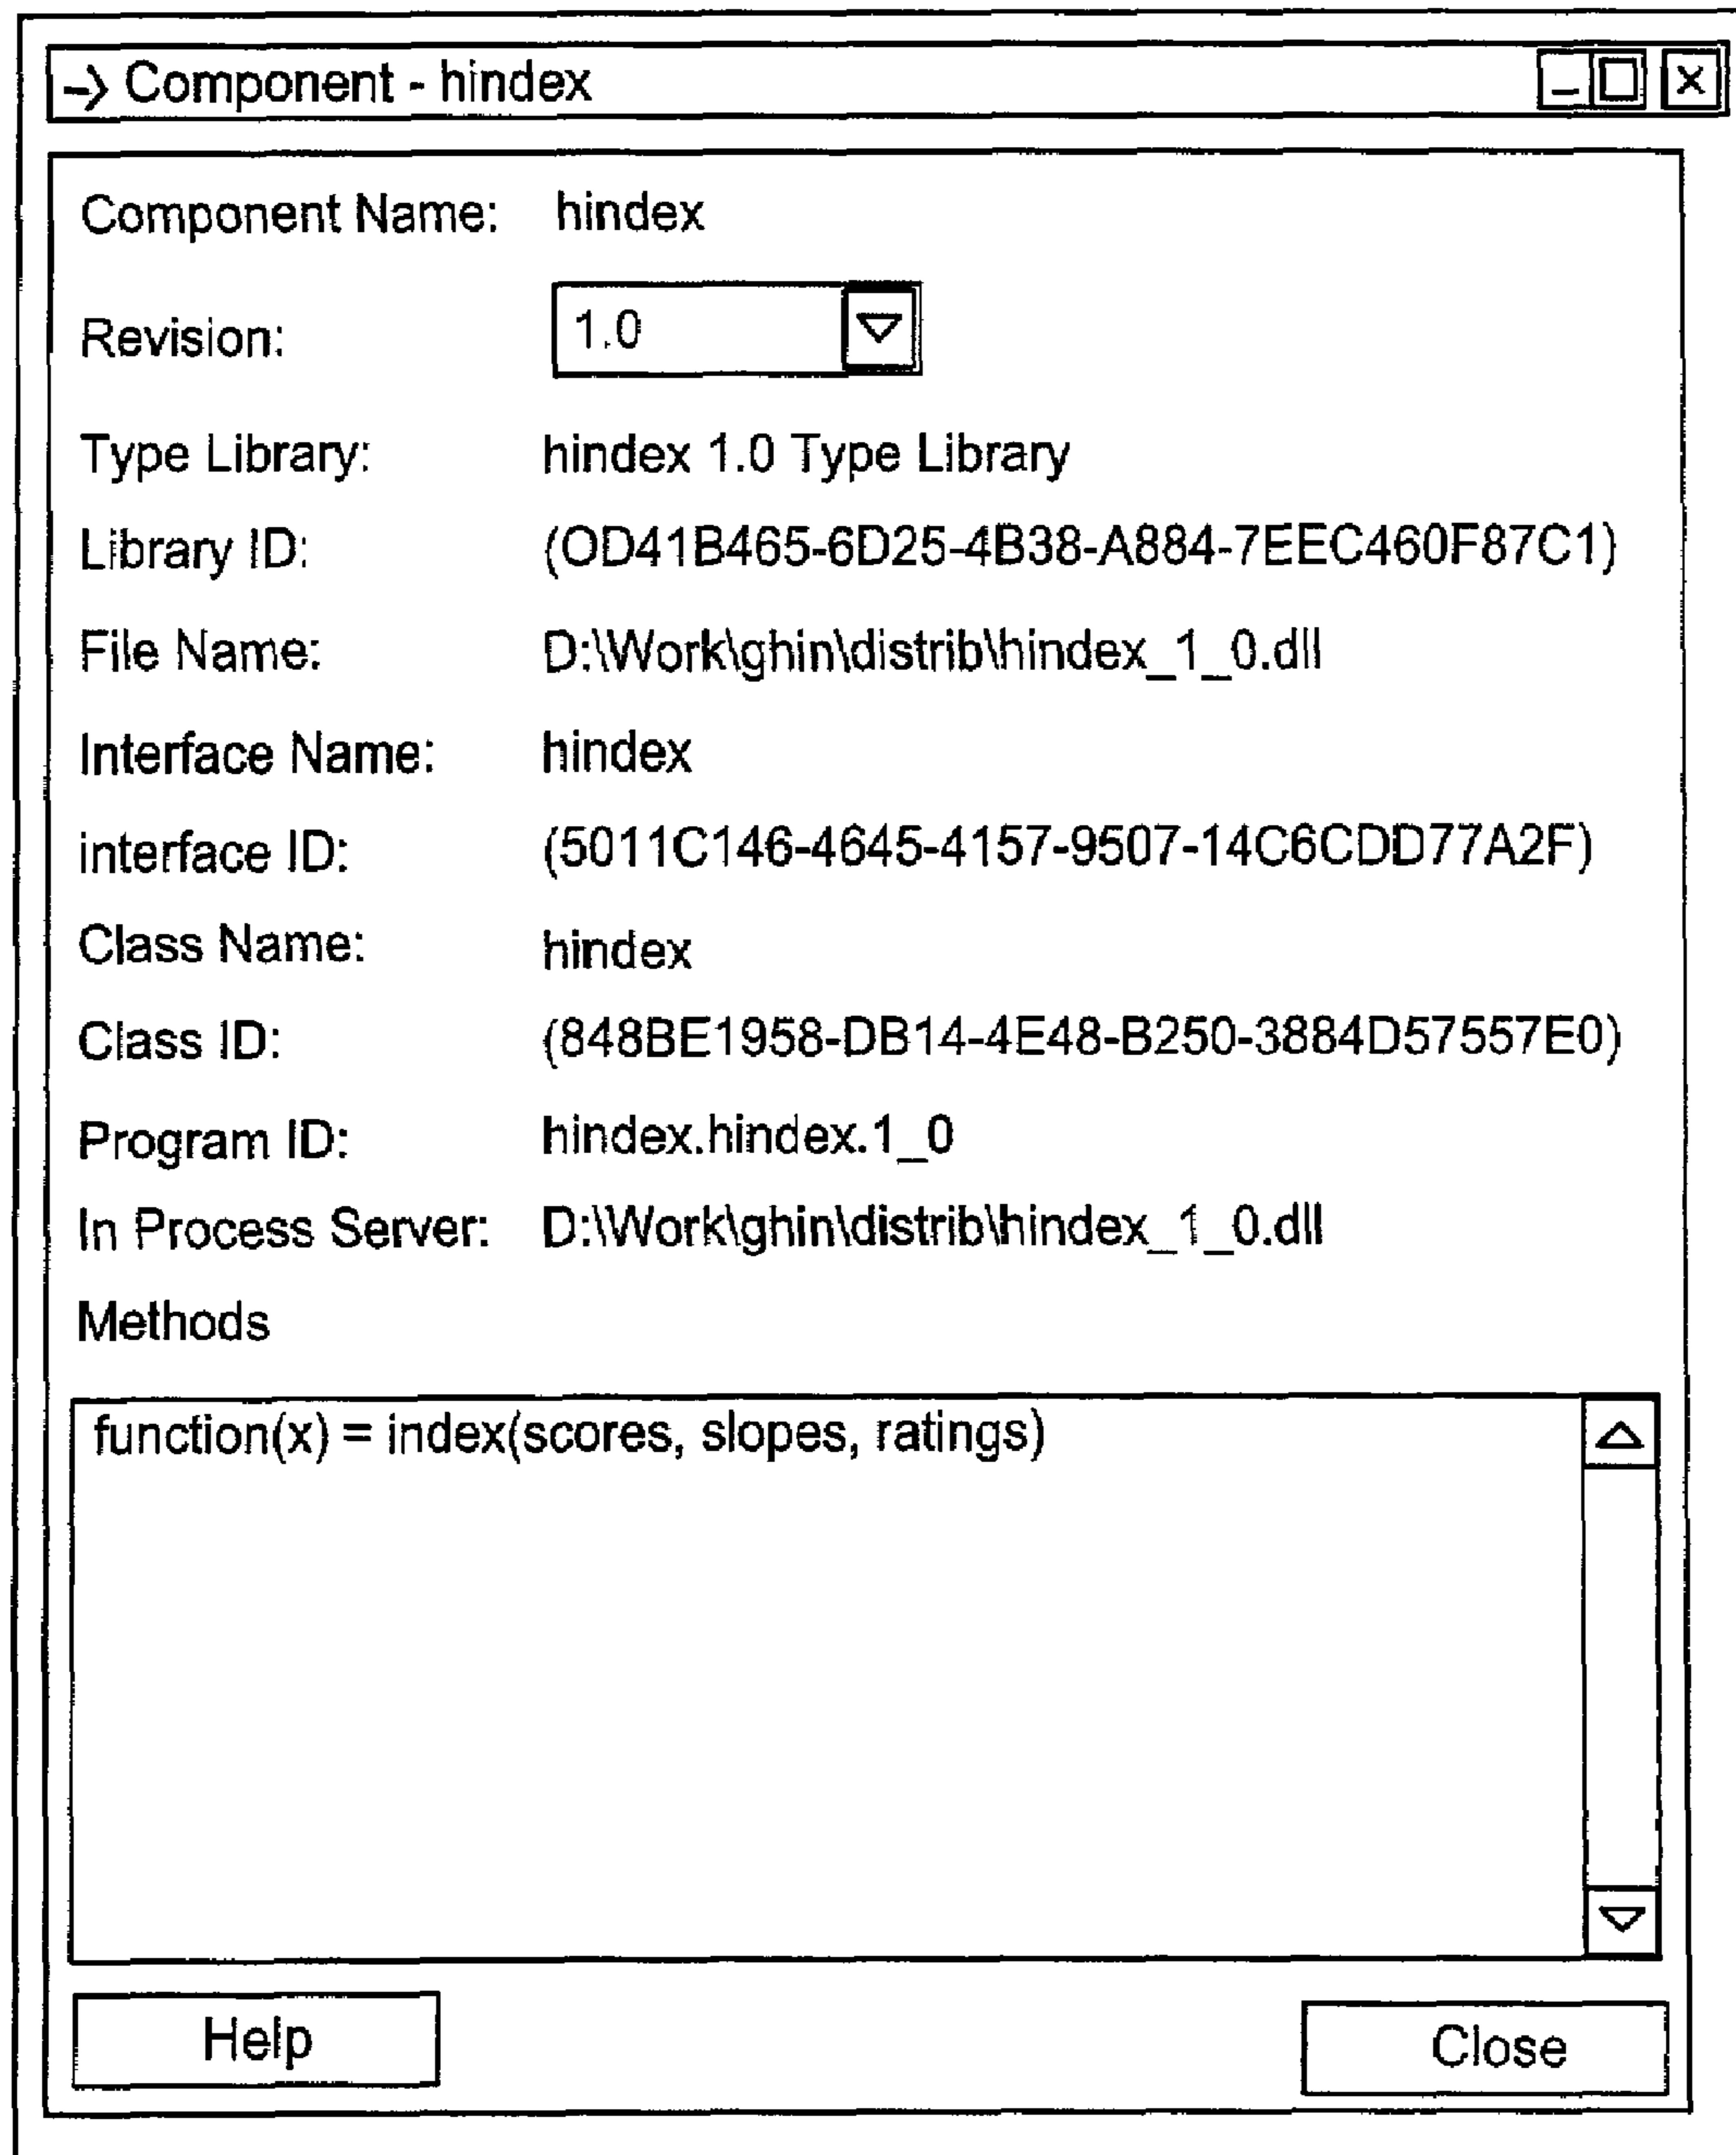 -> Component - hindex
Component Name: hindex
Revision: 1.0
Type Library: hindex 1.0 Type Library
Library ID: (OD41B465-6D25-4B38-A884-7EEC460F87C1)
File Name: D:\Work\ghin\distrib\hindex_1_0.dll
Interface Name: hindex
interface ID: (5011C146-4645-4157-9507-14C6CDD77A2F)
Class Name: hindex
Class ID: (848BE1958-DB14-4E48-B250-3884D57557E0)
Program ID: hindex.hindex.1_0
In Process Server: D:\Work\ghin\distrib\hindex_1_0.dll
Methods
function(x) = index(scores, slopes, ratings)
Help Close